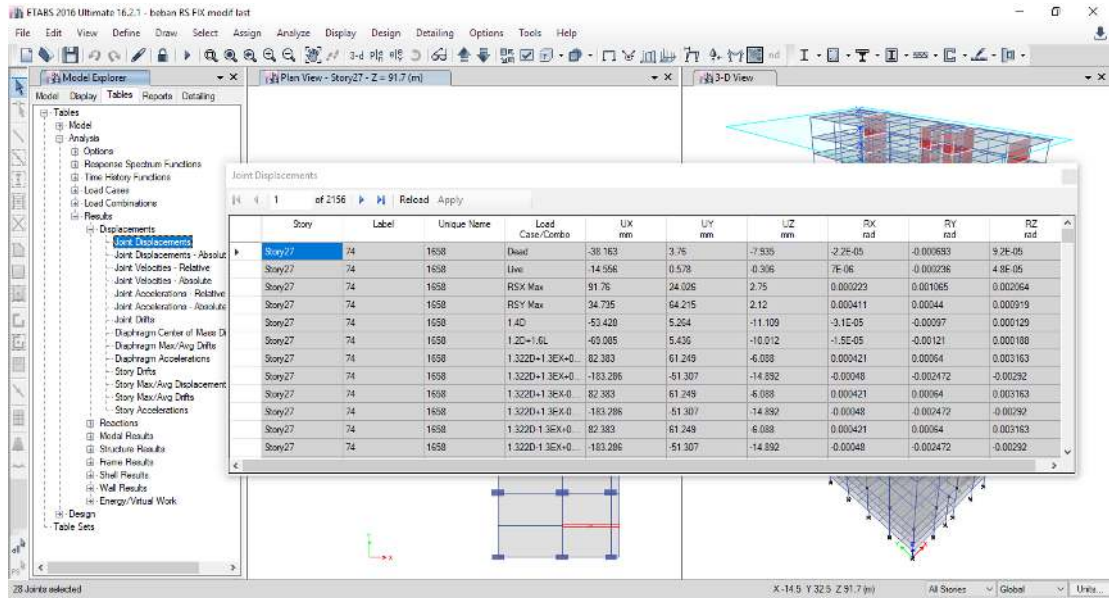 ETABS 2016 Ultimate 16.2.1 - beban RS FIX modif last
File Edit View Define Draw Select Assign Analyze Display Design Detailing Options Tools Help
Model Explorer
Plan View - Story27 - Z = 91.7 (m)
3-D View
Model Display Tables Reports Detailing
Tables
Model
Analysis
Options
Response Spectrum Functions
Time History Functions
Load Cases
Load Combinations
Results
Displacements
Joint Displacements
Joint Displacements - Absolut
Joint Velocities - Relative
Joint Velocities - Absolute
Joint Accelerations - Relative
Joint Accelerations - Absolute
Joint Drifts
Diaphragm Center of Mass Di
Diaphragm Max/Avg Drifts
Diaphragm Accelerations
Story Drifts
Story Max/Avg Displacement
Story Max/Avg Drifts
Story Accelerations
Reactions
Modal Results
Structure Results
Frame Results
Shell Results
Wall Results
Energy/Virtual Work
Design
Table Sets
Joint Displacements
1 of 2156 Reload Apply
Story Label Unique Name Load Case/Combo UX mm UY mm UZ mm RX rad RY rad RZ rad
Story27 74 1658 Dead -38.163 3.76 -7.935 -2.2E-05 -0.000693 9.2E-05
Story27 74 1658 Live -14.556 0.578 -0.306 7E-06 -0.000236 4.8E-05
Story27 74 1658 RSX Max 91.76 24.026 2.75 0.000223 0.001065 0.002064
Story27 74 1658 RSY Max 34.735 64.215 2.12 0.000411 0.00044 0.000919
Story27 74 1658 1.4D -53.428 5.264 -11.109 -3.1E-05 -0.00097 0.000129
Story27 74 1658 1.2D+1.6L -69.085 5.436 -10.012 -1.5E-05 -0.00121 0.000188
Story27 74 1658 1.322D+1.3EX+0... 82.383 61.249 -6.088 0.000421 0.00064 0.003163
Story27 74 1658 1.322D+1.3EX+0... -183.286 -51.307 -14.892 -0.00048 -0.002472 -0.00292
Story27 74 1658 1.322D+1.3EX-0... 82.383 61.249 -6.088 0.000421 0.00064 0.003163
Story27 74 1658 1.322D+1.3EX-0... -183.286 -51.307 -14.892 -0.00048 -0.002472 -0.00292
Story27 74 1658 1.322D-1.3EX+0... 82.383 61.249 -6.088 0.000421 0.00064 0.003163
Story27 74 1658 1.322D-1.3EX+0... -183.286 -51.307 -14.892 -0.00048 -0.002472 -0.00292
28 Joints selected
X -14.5 Y 32.5 Z 91.7 (m) All Stories Global Units...